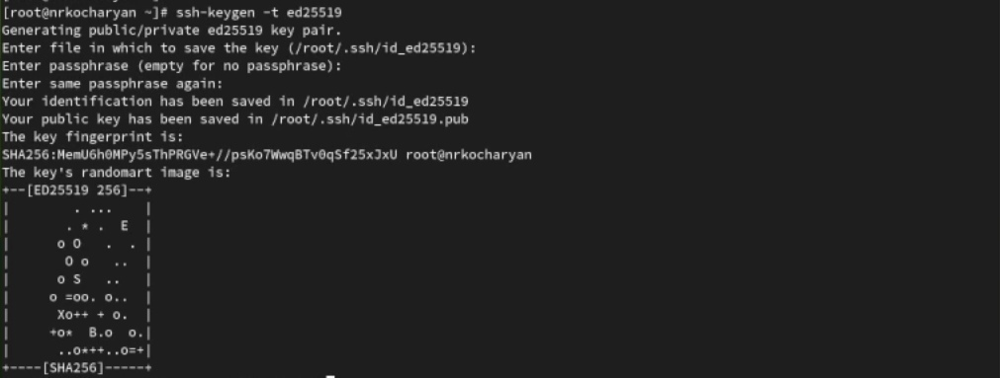 [root@nrkocharyan ~]# ssh-keygen -t ed25519
Generating public/private ed25519 key pair.
Enter file in which to save the key (/root/.ssh/id_ed25519):
Enter passphrase (empty for no passphrase):
Enter same passphrase again:
Your identification has been saved in /root/.ssh/id_ed25519
Your public key has been saved in /root/.ssh/id_ed25519.pub
The key fingerprint is:
SHA256:MemU6h0MPy5sThPRGVe+//psKo7WwqBTv0qSf25xJxU root@nrkocharyan
The key's randomart image is:
+--[ED25519 256]--+
|        . ...    |
|       . * .  E  |
|      o O   .  . |
|       O o   ..  |
|      o S   ..   |
|     o =oo. o..  |
|      Xo++ + o.  |
|     +o*  B.o  o.|
|      ..o*++..o=+|
+----[SHA256]-----+